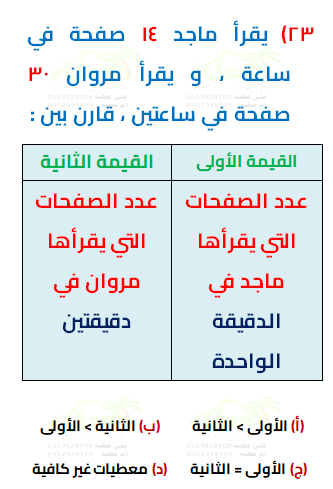 ٢٣) يقرأ ماجد ١٤ صفحة في
ساعة ، و يقرأ مروان ٣٠
صفحة في ساعتين ، قارن بين :
القيمة الأولى
القيمة الثانية
عدد الصفحات
التي يقرأها
ماجد في
الدقيقة
الواحدة
عدد الصفحات
التي يقرأها
مروان في
دقيقتين
(أ) الأولى > الثانية
(ب) الثانية > الأولى
(ج) الأولى = الثانية
(د) معطيات غير كافية